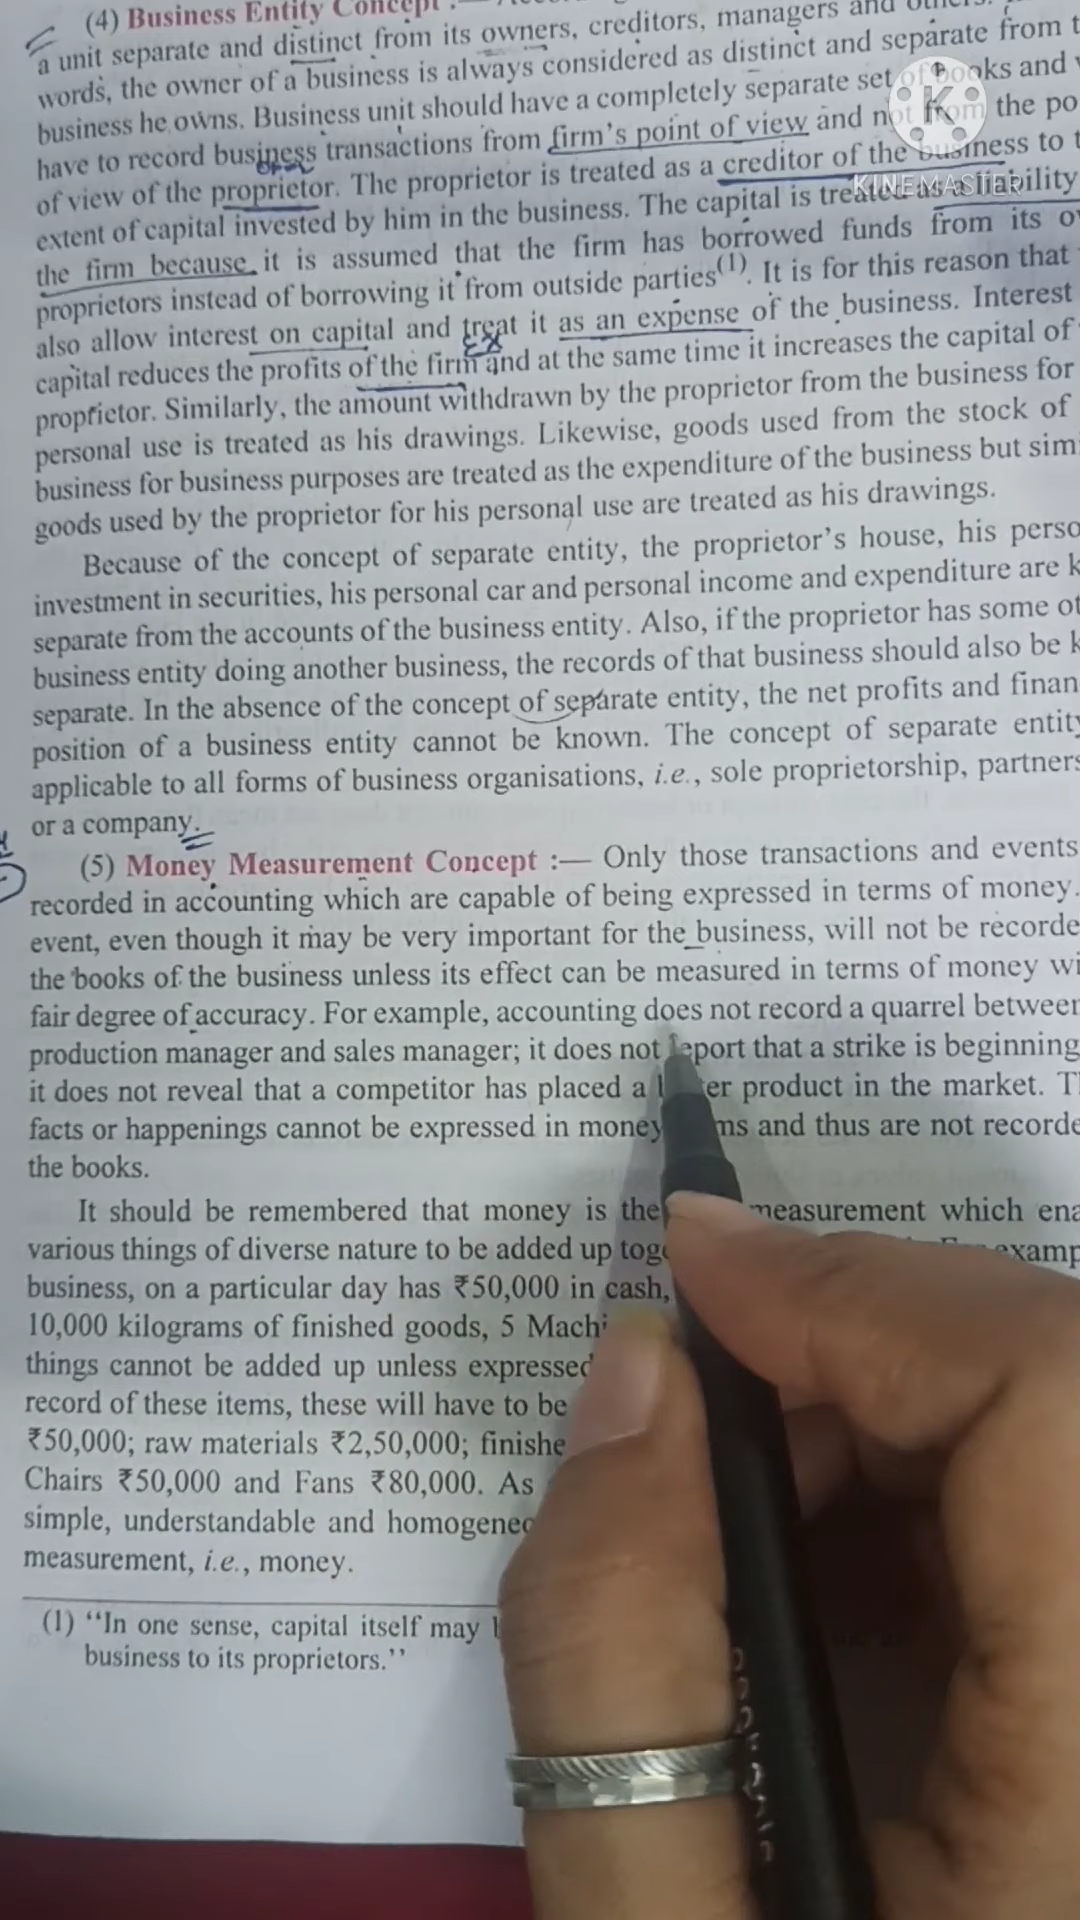 (4) Business Entity Concept :—
a unit separate and distinct from its owners, creditors, managers and
words, the owner of a business is always considered as distinct and separate from
business he owns. Business unit should have a completely separate set of books and
have to record business transactions from firm's point of view and not from the po
of view of the proprietor. The proprietor is treated as a creditor of the business to
extent of capital invested by him in the business. The capital is treated as a liability
the firm because it is assumed that the firm has borrowed funds from its o
proprietors instead of borrowing it from outside parties(1). It is for this reason that
also allow interest on capital and treat it as an expense of the business. Interest
Ex
capital reduces the profits of the firm and at the same time it increases the capital of
proprietor. Similarly, the amount withdrawn by the proprietor from the business for
personal use is treated as his drawings. Likewise, goods used from the stock of
business for business purposes are treated as the expenditure of the business but sim
goods used by the proprietor for his personal use are treated as his drawings.
Because of the concept of separate entity, the proprietor's house, his perso
investment in securities, his personal car and personal income and expenditure are k
separate from the accounts of the business entity. Also, if the proprietor has some ot
business entity doing another business, the records of that business should also be k
separate. In the absence of the concept of separate entity, the net profits and finan
position of a business entity cannot be known. The concept of separate entity
applicable to all forms of business organisations, i.e., sole proprietorship, partners
or a company.
(5) Money Measurement Concept :— Only those transactions and events
recorded in accounting which are capable of being expressed in terms of money.
event, even though it may be very important for the business, will not be recorde
the books of the business unless its effect can be measured in terms of money wi
fair degree of accuracy. For example, accounting does not record a quarrel between
production manager and sales manager; it does not report that a strike is beginning
it does not reveal that a competitor has placed a er product in the market. T
facts or happenings cannot be expressed in money ms and thus are not recorde
the books.
It should be remembered that money is the measurement which ena
various things of diverse nature to be added up toge examp
business, on a particular day has ₹50,000 in cash,
10,000 kilograms of finished goods, 5 Machi
things cannot be added up unless expressed
record of these items, these will have to be
₹50,000; raw materials ₹2,50,000; finishe
Chairs ₹50,000 and Fans ₹80,000. As
simple, understandable and homogeneo
measurement, i.e., money.
(1) "In one sense, capital itself may
business to its proprietors."
K
KINEMASTER